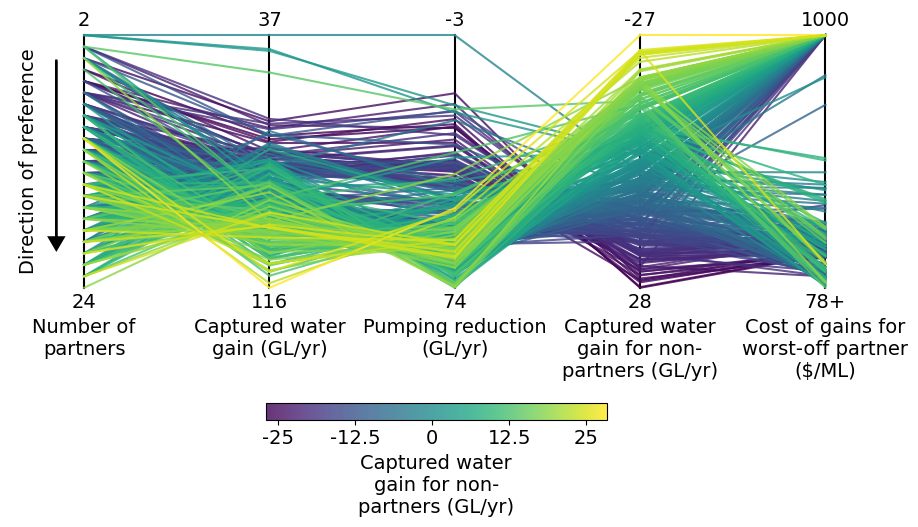 2 37 -3 -27 1000
Direction of preference
24 116 74 28 78+
Number of
partners
Captured water
gain (GL/yr)
Pumping reduction
(GL/yr)
Captured water
gain for non-
partners (GL/yr)
Cost of gains for
worst-off partner
($/ML)
-25 -12.5 0 12.5 25
Captured water
gain for non-
partners (GL/yr)